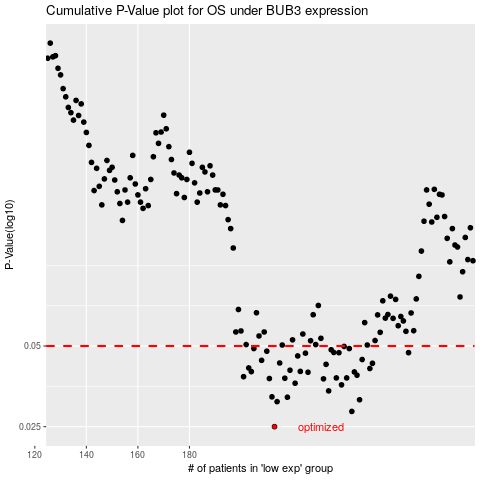 Cumulative P-Value plot for OS under BUB3 expression
P-Value(log10)
0.05
0.025
optimized
120
140
160
180
# of patients in 'low exp' group